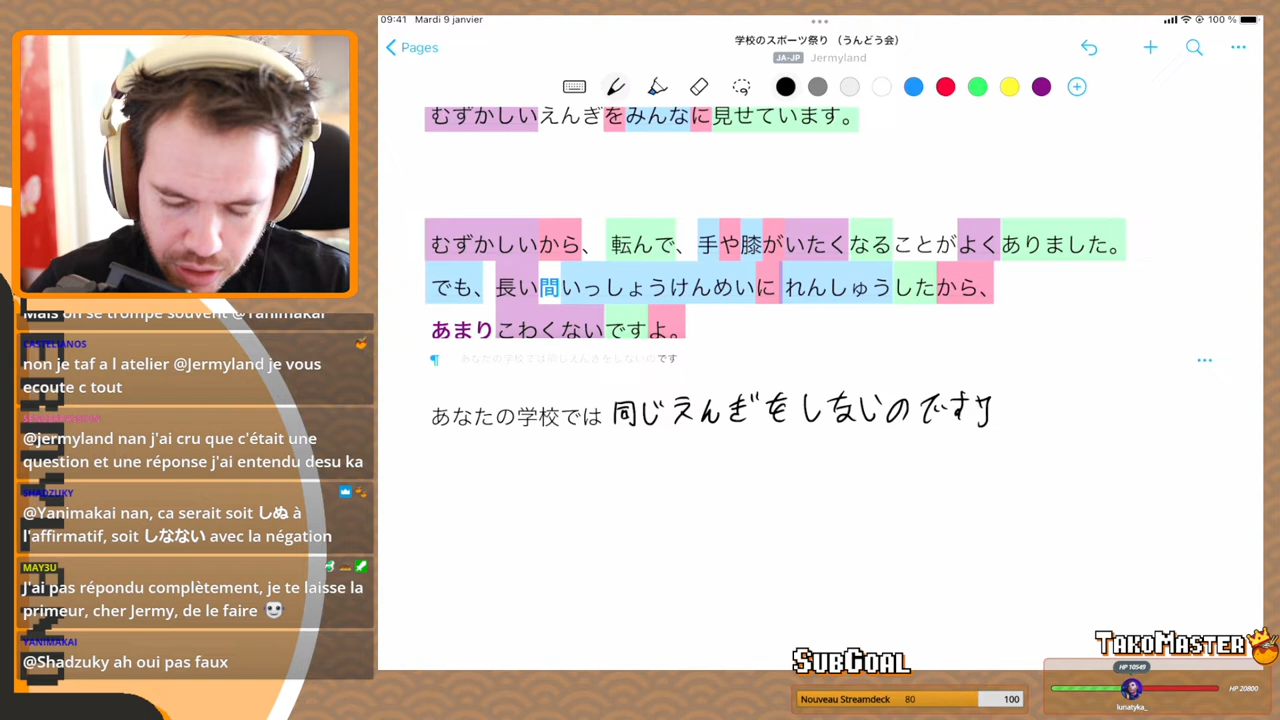 09:41 Mardi 9 janvier
100 %
Pages
学校のスポーツ祭り （うんどう会）
JA-JP Jermyland
むずかしいえんぎをみんなに見せています。
むずかしいから、転んで、手や膝がいたくなることがよくありました。
でも、長い間いっしょうけんめいに れんしゅうしたから、
あまりこわくないですよ。
あなたの学校では同じえんぎをしないのです
あなたの学校では 同じえんぎをしないのです
Mais on se trompe souvent @Yanimakai
CASTELIANOS
non je taf a l atelier @Jermyland je vous
ecoute c tout
@jermyland nan j'ai cru que c'était une
question et une réponse j'ai entendu desu ka
SHADZUKY
@Yanimakai nan, ca serait soit しぬ à
l'affirmatif, soit しなない avec la négation
MAY3U
J'ai pas répondu complètement, je te laisse la
primeur, cher Jermy, de le faire
YANIMAKAI
@Shadzuky ah oui pas faux
SUBGOAL
Nouveau Streamdeck 80 100
TAKOMASTER
HP 10549
HP 20800
lunatyka_